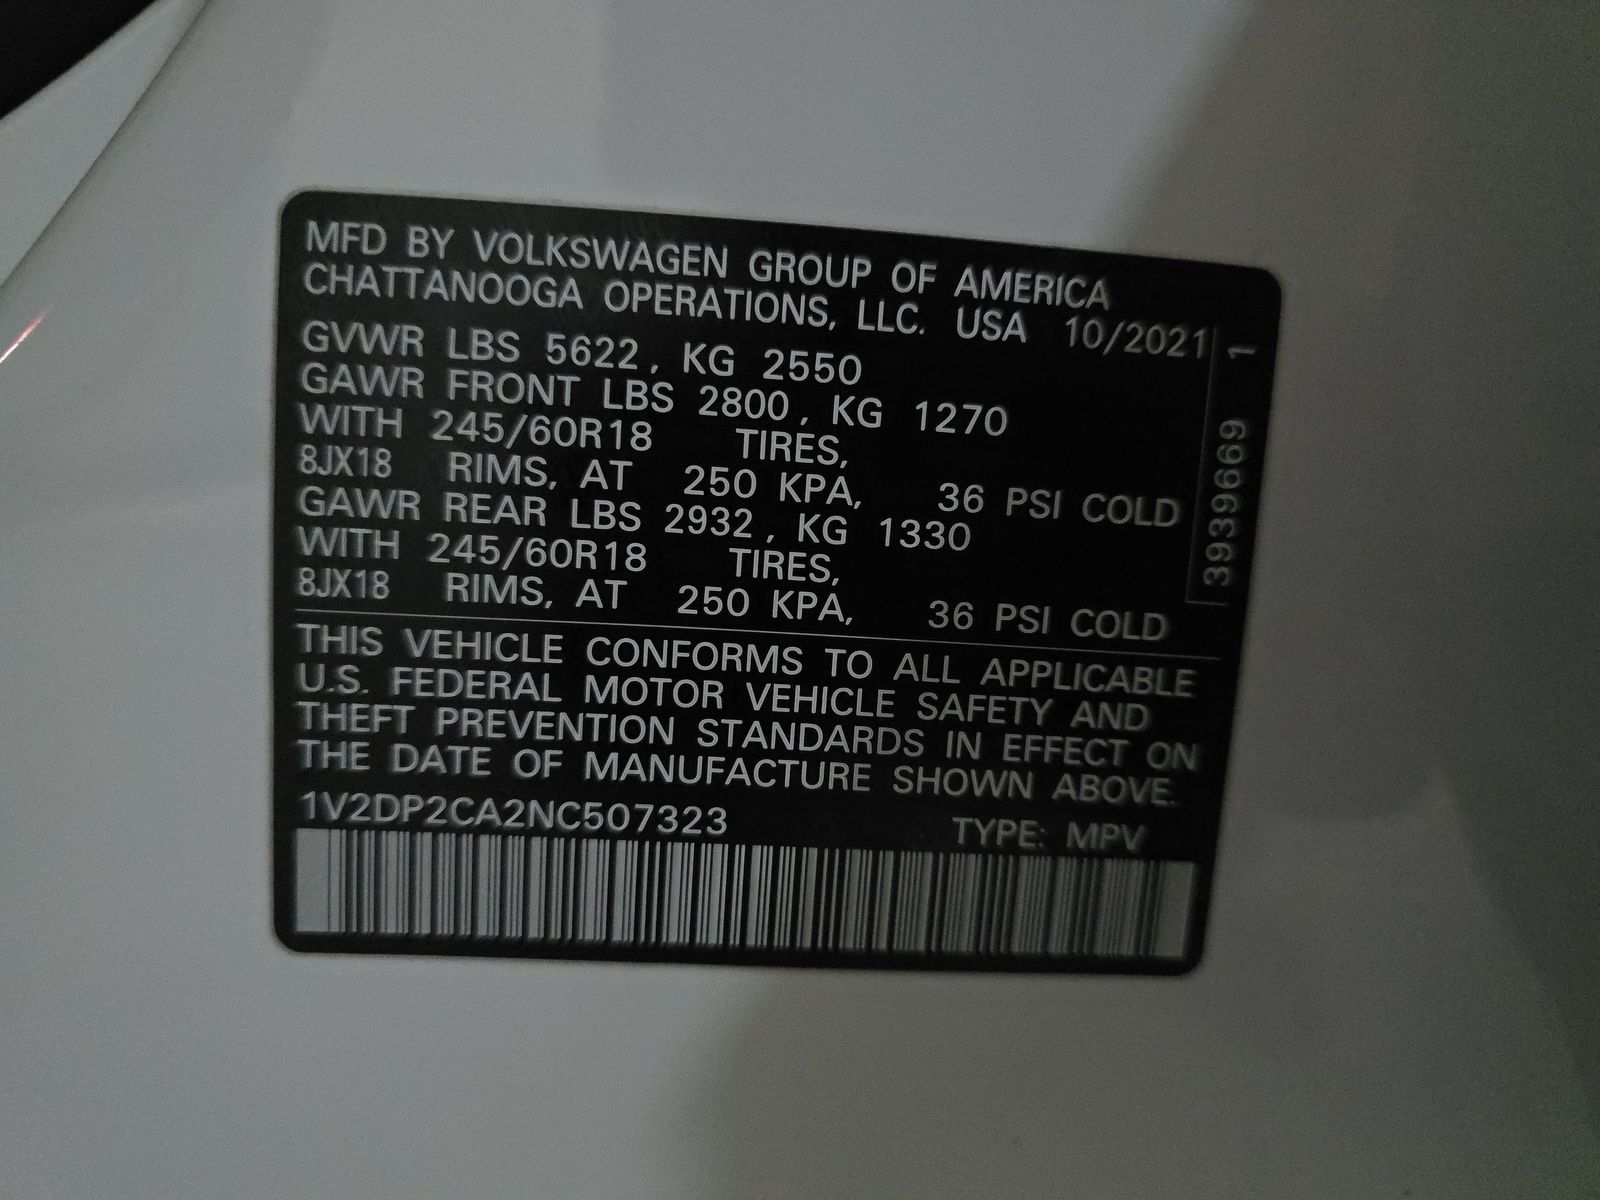 MFD BY VOLKSWAGEN GROUP OF AMERICA
CHATTANOOGA OPERATIONS, LLC. USA 10/2021
GVWR LBS 5622, KG 2550
GAWR FRONT LBS 2800, KG 1270
WITH 245/60R18 TIRES,
8JX18 RIMS, AT 250 KPA, 36 PSI COLD
GAWR REAR LBS 2932, KG 1330
WITH 245/60R18 TIRES,
8JX18 RIMS, AT 250 KPA, 36 PSI COLD
THIS VEHICLE CONFORMS TO ALL APPLICABLE
U.S. FEDERAL MOTOR VEHICLE SAFETY AND
THEFT PREVENTION STANDARDS IN EFFECT ON
THE DATE OF MANUFACTURE SHOWN ABOVE.
1V2DP2CA2NC507323 TYPE: MPV
3939669 1